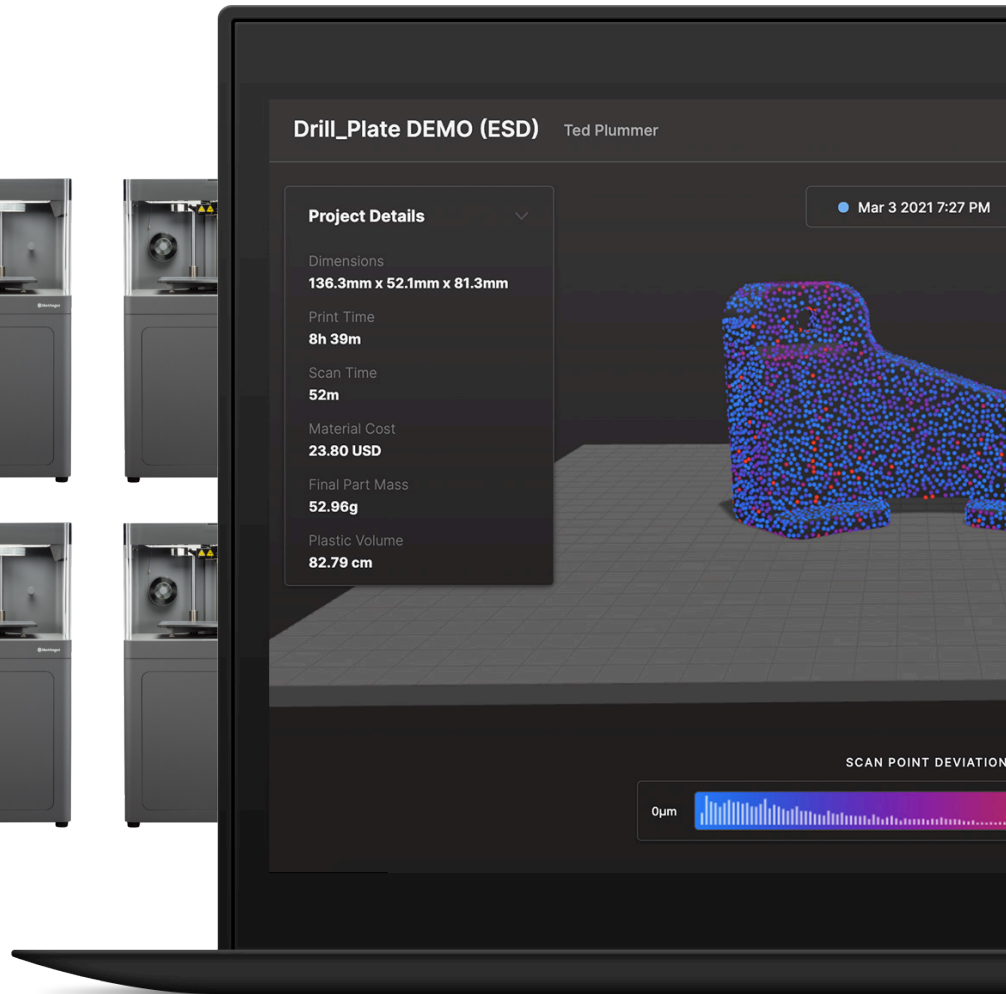 Drill_Plate DEMO (ESD) Ted Plummer
Project Details
Mar 3 2021 7:27 PM
Dimensions
136.3mm x 52.1mm x 81.3mm
Print Time
8h 39m
Scan Time
52m
Material Cost
23.80 USD
Final Part Mass
52.96g
Plastic Volume
82.79 cm
SCAN POINT DEVIATION
0μm